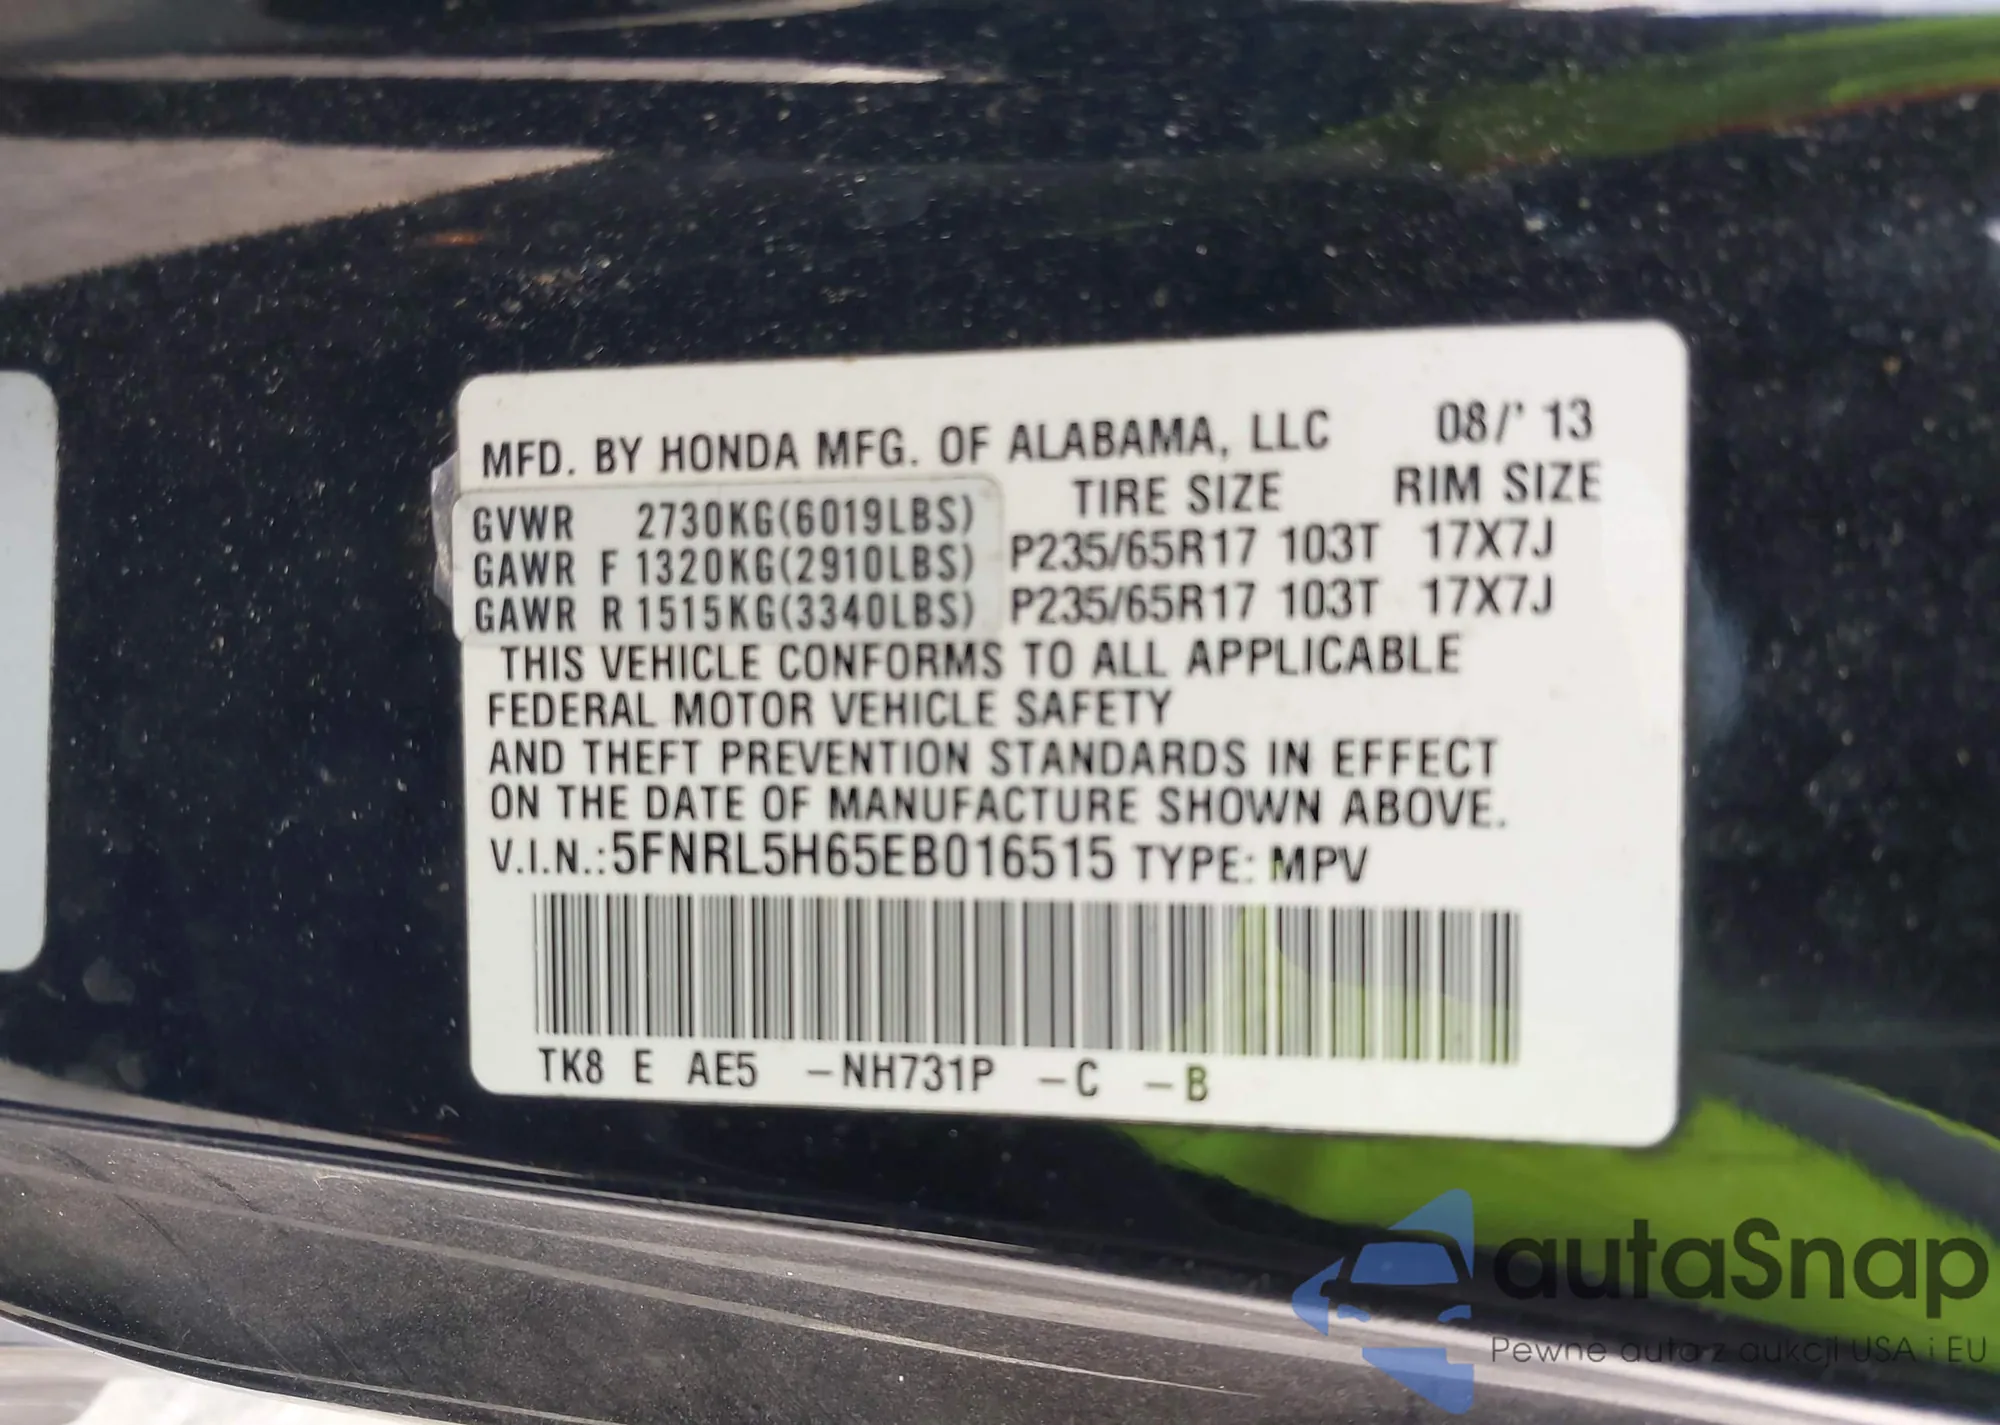 MFD. BY HONDA MFG. OF ALABAMA, LLC 08/' 13
TIRE SIZE RIM SIZE
GVWR 2730KG(6019LBS)
GAWR F 1320KG(2910LBS) P235/65R17 103T 17X7J
GAWR R 1515KG(3340LBS) P235/65R17 103T 17X7J
THIS VEHICLE CONFORMS TO ALL APPLICABLE
FEDERAL MOTOR VEHICLE SAFETY
AND THEFT PREVENTION STANDARDS IN EFFECT
ON THE DATE OF MANUFACTURE SHOWN ABOVE.
V.I.N.:5FNRL5H65EB016515 TYPE: MPV
TK8 E AE5 -NH731P -C -B
autaSnap
Pewne auta z aukcji USA i EU